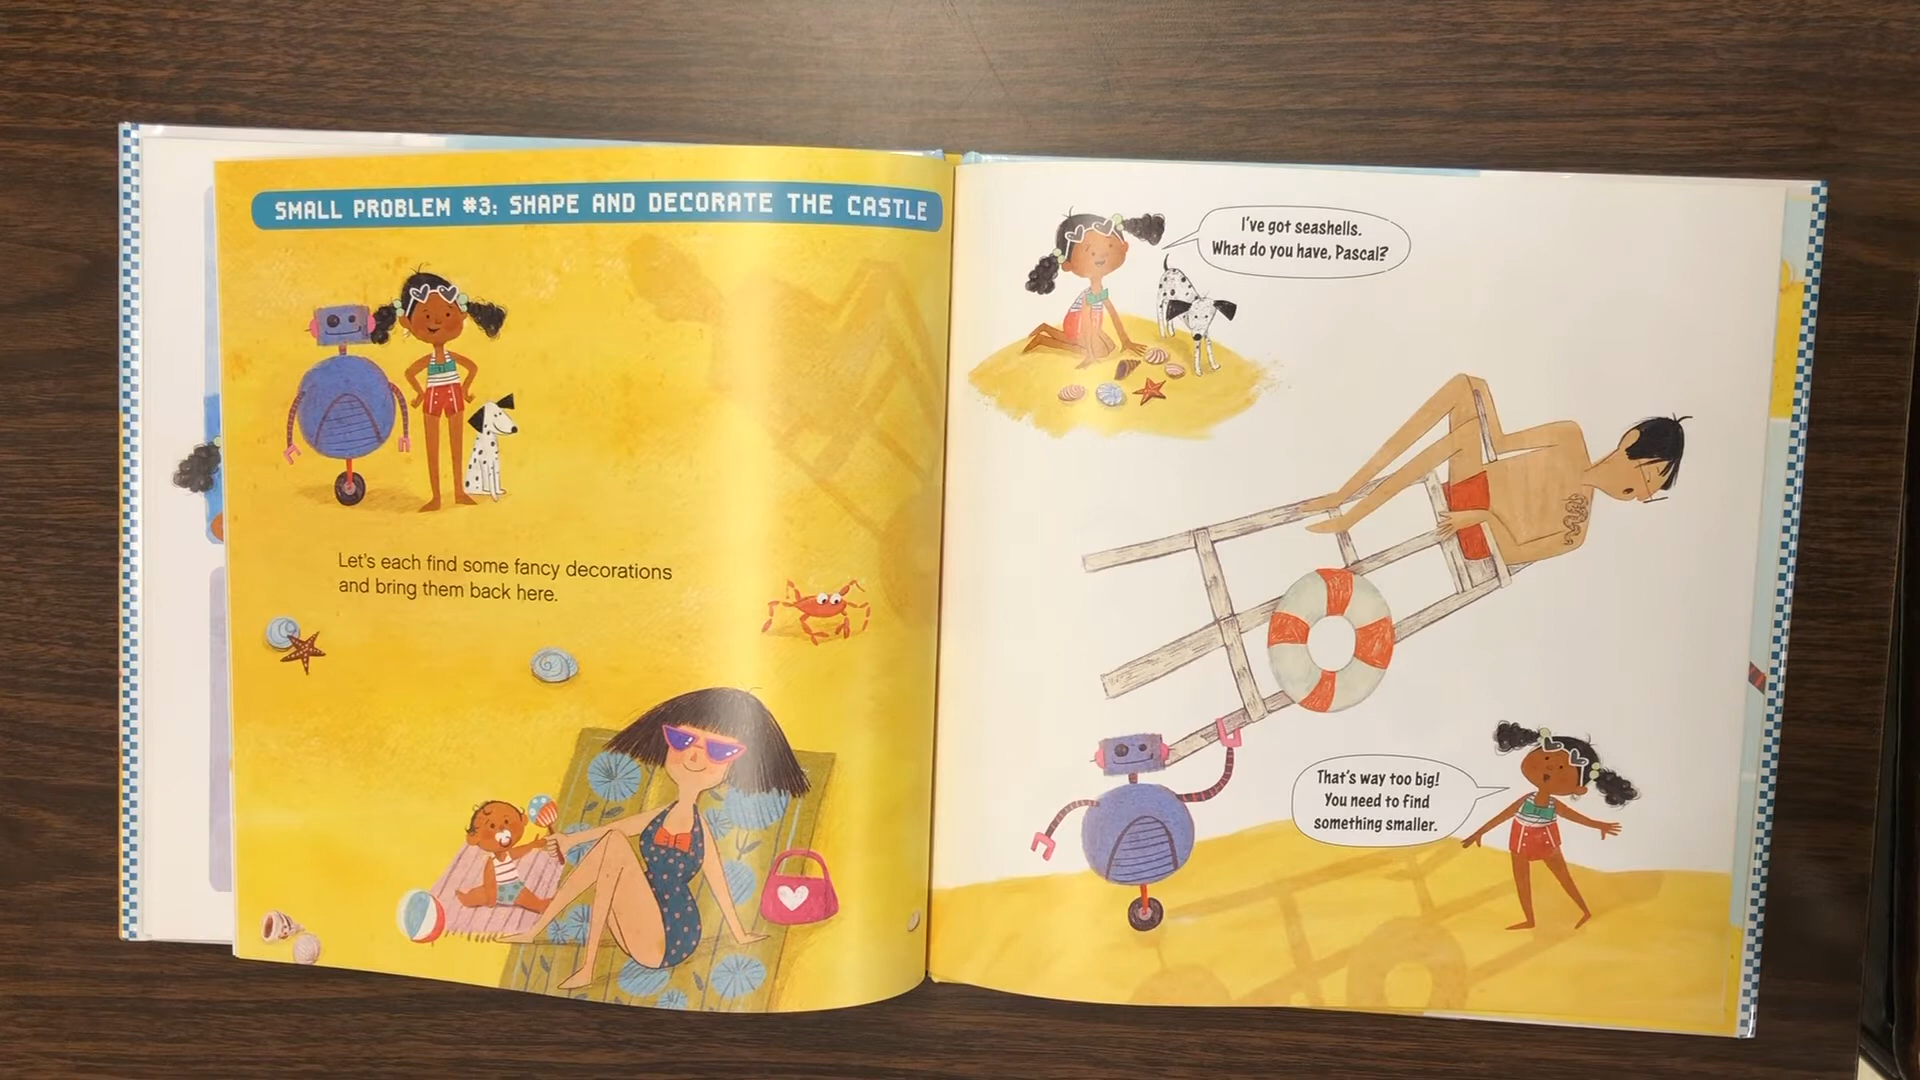 SMALL PROBLEM #3: SHAPE AND DECORATE THE CASTLE
Let's each find some fancy decorations
and bring them back here.
I've got seashells.
What do you have, Pascal?
That's way too big!
You need to find
something smaller.